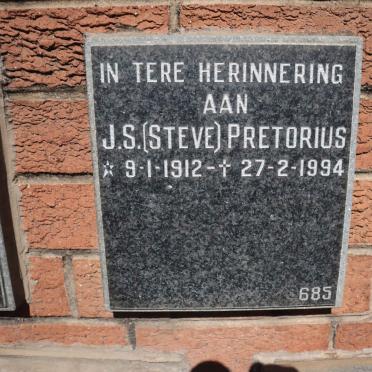 IN TERE HERINNERING
AAN
J.S.(STEVE) PRETORIUS
☆ 9-1-1912-✝ 27-2-1994
685